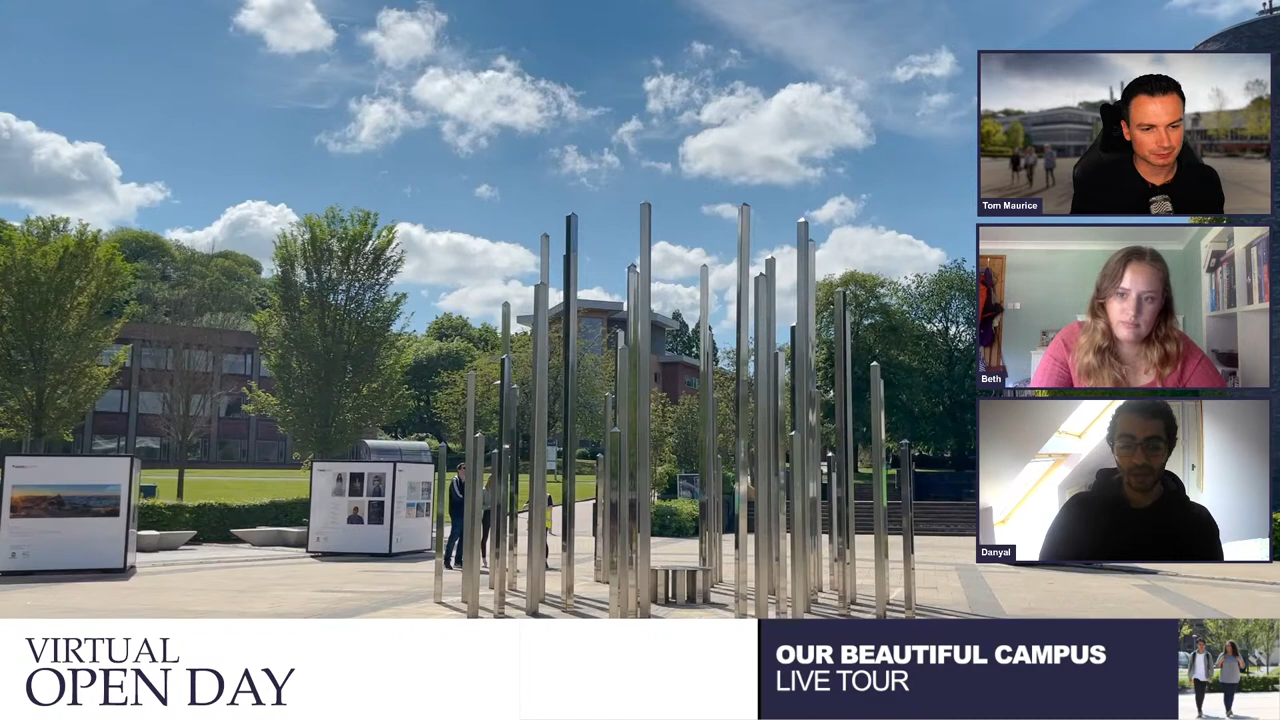 Tom Maurice
Beth
Danyal
VIRTUAL
OPEN DAY
OUR BEAUTIFUL CAMPUS
LIVE TOUR